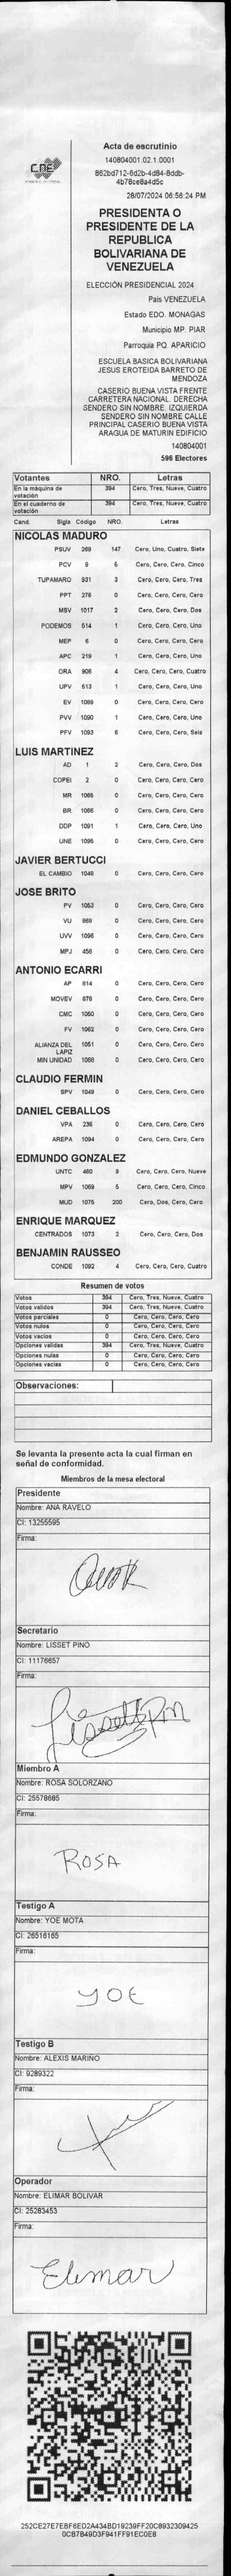 CNE
Acta de escrutinio
140804001.02.1.0001
862bd712-6d2b-4d84-8ddb-
4b78ce8a4d5c
28/07/2024 06:56:24 PM
PRESIDENTA O
PRESIDENTE DE LA
REPUBLICA
BOLIVARIANA DE
VENEZUELA
ELECCIÓN PRESIDENCIAL 2024
Pais VENEZUELA
Estado EDO. MONAGAS
Municipio MP. PIAR
Parroquia PQ. APARICIO
ESCUELA BASICA BOLIVARIANA
JESUS EROTEIDA BARRETO DE
MENDOZA
CASERÍO BUENA VISTA FRENTE
CARRETERA NACIONAL. DERECHA
SENDERO SIN NOMBRE. IZQUIERDA
SENDERO SIN NOMBRE CALLE
PRINCIPAL CASERIO BUENA VISTA
ARAGUA DE MATURIN EDIFICIO
140804001
596 Electores
Votantes NRO. Letras
En la máquina de votación 394 Cero, Tres, Nueve, Cuatro
En el cuaderno de votación 394 Cero, Tres, Nueve, Cuatro
Cand. Sigla Código NRO. Letras
NICOLAS MADURO
PSUV 269 147 Cero, Uno, Cuatro, Siete
PCV 9 5 Cero, Cero, Cero, Cinco
TUPAMARO 931 3 Cero, Cero, Cero, Tres
PPT 276 0 Cero, Cero, Cero, Cero
MSV 1017 2 Cero, Cero, Cero, Dos
PODEMOS 514 1 Cero, Cero, Cero, Uno
MEP 6 0 Cero, Cero, Cero, Cero
APC 219 1 Cero, Cero, Cero, Uno
ORA 906 4 Cero, Cero, Cero, Cuatro
UPV 513 1 Cero, Cero, Cero, Uno
EV 1089 0 Cero, Cero, Cero, Cero
PVV 1090 1 Cero, Cero, Cero, Uno
PFV 1093 6 Cero, Cero, Cero, Seis
LUIS MARTINEZ
AD 1 2 Cero, Cero, Cero, Dos
COPEI 2 0 Cero, Cero, Cero, Cero
MR 1065 0 Cero, Cero, Cero, Cero
BR 1066 0 Cero, Cero, Cero, Cero
DDP 1091 1 Cero, Cero, Cero, Uno
UNE 1095 0 Cero, Cero, Cero, Cero
JAVIER BERTUCCI
EL CAMBIO 1048 0 Cero, Cero, Cero, Cero
JOSE BRITO
PV 1053 0 Cero, Cero, Cero, Cero
VU 868 0 Cero, Cero, Cero, Cero
UVV 1096 0 Cero, Cero, Cero, Cero
MPJ 458 0 Cero, Cero, Cero, Cero
ANTONIO ECARRI
AP 814 0 Cero, Cero, Cero, Cero
MOVEV 878 0 Cero, Cero, Cero, Cero
CMC 1050 0 Cero, Cero, Cero, Cero
FV 1082 0 Cero, Cero, Cero, Cero
ALIANZA DEL LAPIZ 1051 0 Cero, Cero, Cero, Cero
MIN UNIDAD 1058 0 Cero, Cero, Cero, Cero
CLAUDIO FERMIN
SPV 1049 0 Cero, Cero, Cero, Cero
DANIEL CEBALLOS
VPA 236 0 Cero, Cero, Cero, Cero
AREPA 1094 0 Cero, Cero, Cero, Cero
EDMUNDO GONZALEZ
UNTC 460 9 Cero, Cero, Cero, Nueve
MPV 1069 5 Cero, Cero, Cero, Cinco
MUD 1075 200 Cero, Dos, Cero, Cero
ENRIQUE MARQUEZ
CENTRADOS 1073 2 Cero, Cero, Cero, Dos
BENJAMIN RAUSSEO
CONDE 1092 4 Cero, Cero, Cero, Cuatro
Resumen de votos
Votos 394 Cero, Tres, Nueve, Cuatro
Votos validos 394 Cero, Tres, Nueve, Cuatro
Votos parciales 0 Cero, Cero, Cero, Cero
Votos nulos 0 Cero, Cero, Cero, Cero
Votos vacios 0 Cero, Cero, Cero, Cero
Opciones validas 394 Cero, Tres, Nueve, Cuatro
Opciones nulas 0 Cero, Cero, Cero, Cero
Opciones vacias 0 Cero, Cero, Cero, Cero
Observaciones:
Se levanta la presente acta la cual firman en
señal de conformidad.
Miembros de la mesa electoral
Presidente
Nombre: ANA RAVELO
CI: 13255595
Firma:
Secretario
Nombre: LISSET PINO
CI: 11176657
Firma:
Lissett Pin
Miembro A
Nombre: ROSA SOLORZANO
CI: 25578685
Firma:
ROSA
Testigo A
Nombre: YOE MOTA
CI: 26516165
Firma:
YOE
Testigo B
Nombre: ALEXIS MARINO
CI: 9289322
Firma:
Operador
Nombre: ELIMAR BOLIVAR
CI: 25283453
Firma:
Elimar
252CE27E7EBF6ED2A434BD19239FF20C8932309425
0CB7B49D3F941FF91EC0E8